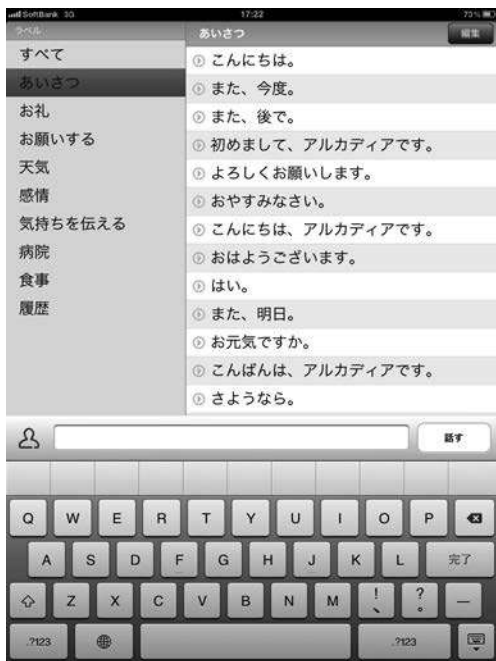 SoftBank 3G 17:22 73%
ラベル
すべて
あいさつ
お礼
お願いする
天気
感情
気持ちを伝える
病院
食事
履歴
あいさつ 編集
こんにちは。
また、今度。
また、後で。
初めまして、アルカディアです。
よろしくお願いします。
おやすみなさい。
こんにちは、アルカディアです。
おはようございます。
はい。
また、明日。
お元気ですか。
こんばんは、アルカディアです。
さようなら。
話す
Q W E R T Y U I O P
A S D F G H J K L 完了
Z X C V B N M ! 、 ? 。 —
.?123 .?123